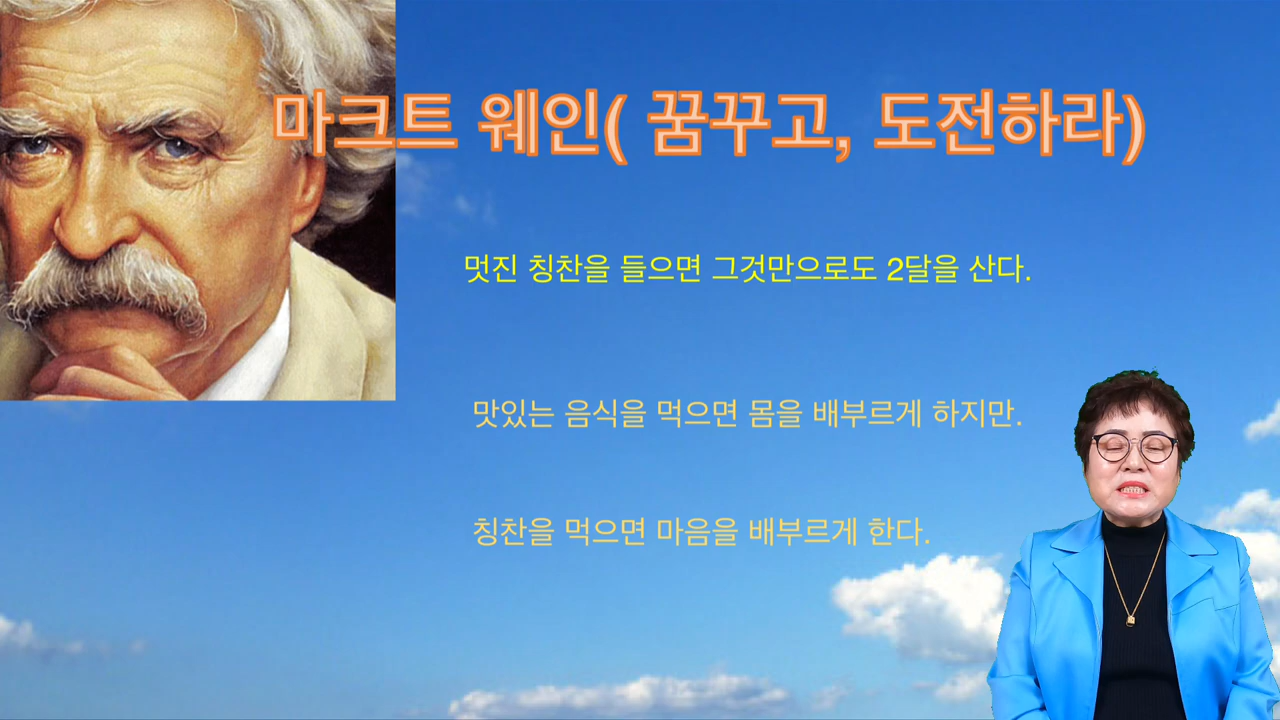 마크트 웨인( 꿈꾸고, 도전하라)
멋진 칭찬을 들으면 그것만으로도 2달을 산다.
맛있는 음식을 먹으면 몸을 배부르게 하지만.
칭찬을 먹으면 마음을 배부르게 한다.